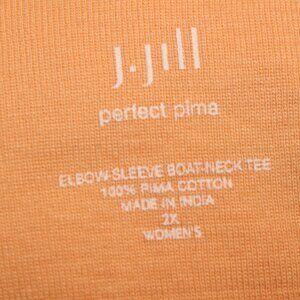 J.Jill
perfect pima
ELBOW-SLEEVE BOAT-NECK TEE
100% PIMA COTTON
MADE IN INDIA
2X
WOMEN'S